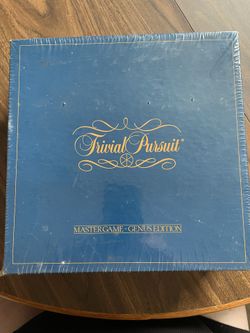 Trivial Pursuit®
MASTER GAME - GENUS EDITION